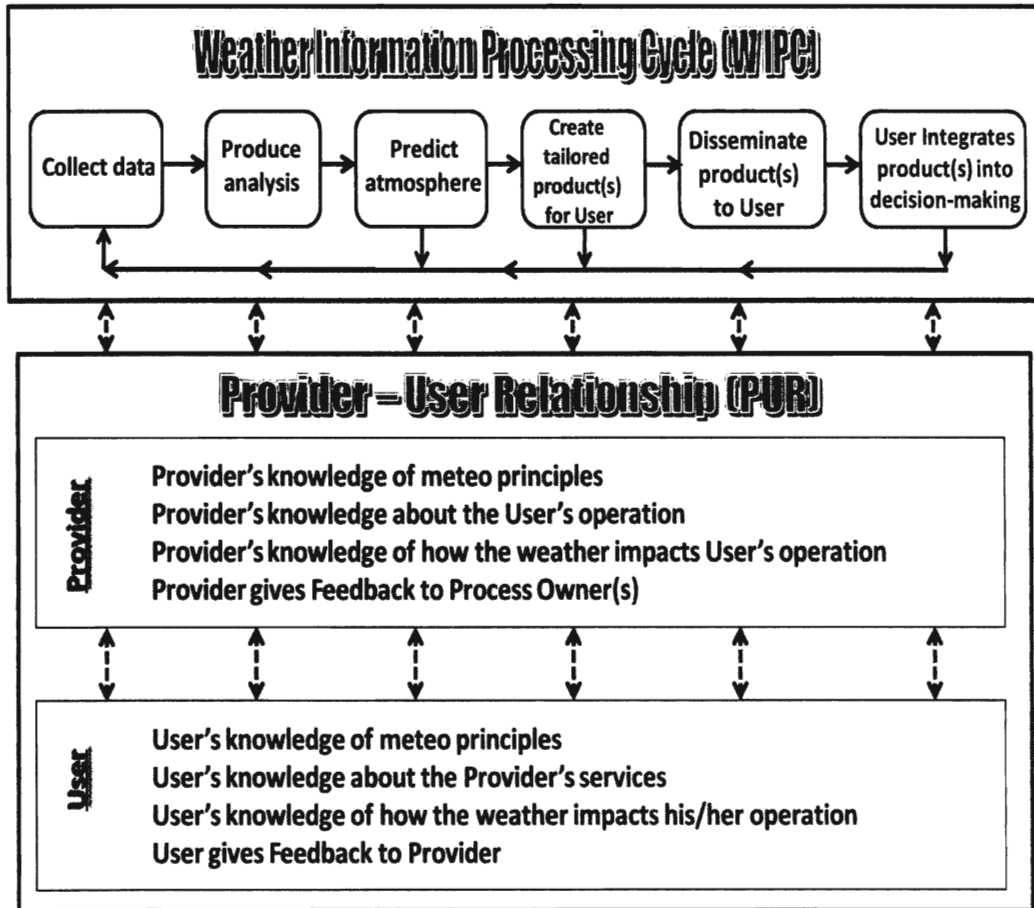 Weather Information Processing Cycle (WIPC)
Collect data
Produce
analysis
Predict
atmosphere
Create
tailored
product(s)
for User
Disseminate
product(s)
to User
User Integrates
product(s) into
decision-making
Provider – User Relationship (PUR)
Provider
Provider's knowledge of meteo principles
Provider's knowledge about the User's operation
Provider's knowledge of how the weather impacts User's operation
Provider gives Feedback to Process Owner(s)
User
User's knowledge of meteo principles
User's knowledge about the Provider's services
User's knowledge of how the weather impacts his/her operation
User gives Feedback to Provider